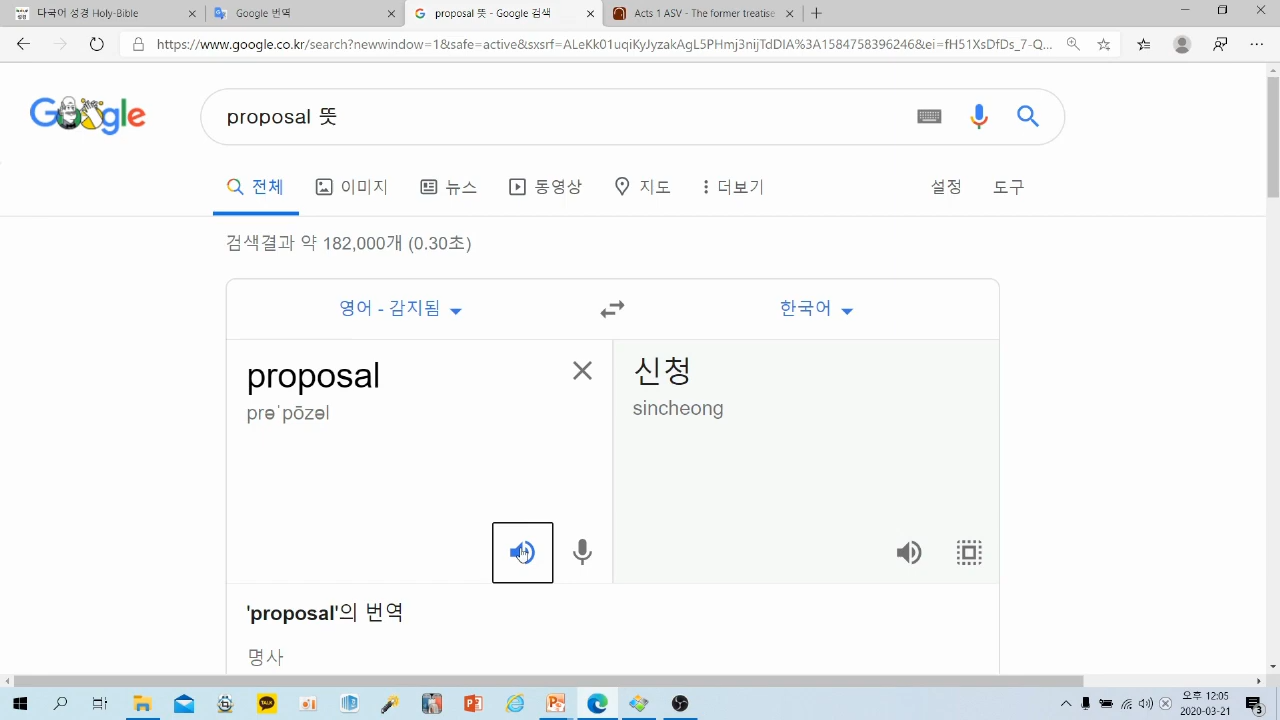 다국어 성경 Holy-Bible
Google 번역
proposal 뜻 - Google 검색
Acts 1 ASV - The former treatise
https://www.google.co.kr/search?newwindow=1&safe=active&sxsrf=ALeKk01uqiKyJyzakAgL5PHmj3nijTdDIA%3A1584758396246&ei=fH51XsDfDs_7-Q...
Google
proposal 뜻
전체
이미지
뉴스
동영상
지도
더보기
설정
도구
검색결과 약 182,000개 (0.30초)
영어 - 감지됨
한국어
proposal
신청
prəˈpōzəl
sincheong
'proposal'의 번역
명사
TALK
오후 12:05
2020-03-21
3